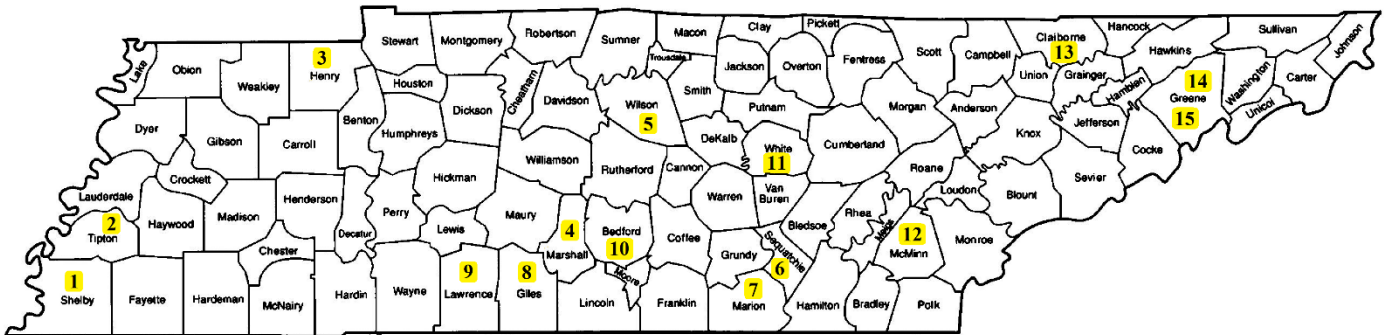 Stewart
Montgomery
Robertson
Sumner
Macon
Clay
Pickett
Scott
Campbell
Claiborne
13
Hancock
Hawkins
Sullivan
Johnson
Lake
Obion
Weakley
3
Henry
Houston
Cheatham
Davidson
Trousdale
Jackson
Overton
Fentress
Union
Grainger
Hamblen
14
Greene
15
Washington
Carter
Unicoi
Dyer
Gibson
Carroll
Benton
Humphreys
Dickson
Wilson
5
Smith
Putnam
Morgan
Anderson
Knox
Jefferson
Cocke
Lauderdale
Crockett
Williamson
Rutherford
Cannon
DeKalb
White
11
Cumberland
Roane
Loudon
Blount
Sevier
2
Tipton
Haywood
Madison
Henderson
Decatur
Perry
Hickman
Lewis
Maury
4
Marshall
Bedford
10
Coffee
Warren
Van
Buren
Bledsoe
Rhea
Meigs
12
McMinn
Monroe
1
Shelby
Fayette
Hardeman
Chester
McNairy
Hardin
Wayne
9
Lawrence
8
Giles
Lincoln
Moore
Franklin
Grundy
Sequatchie
6
7
Marion
Hamilton
Bradley
Polk